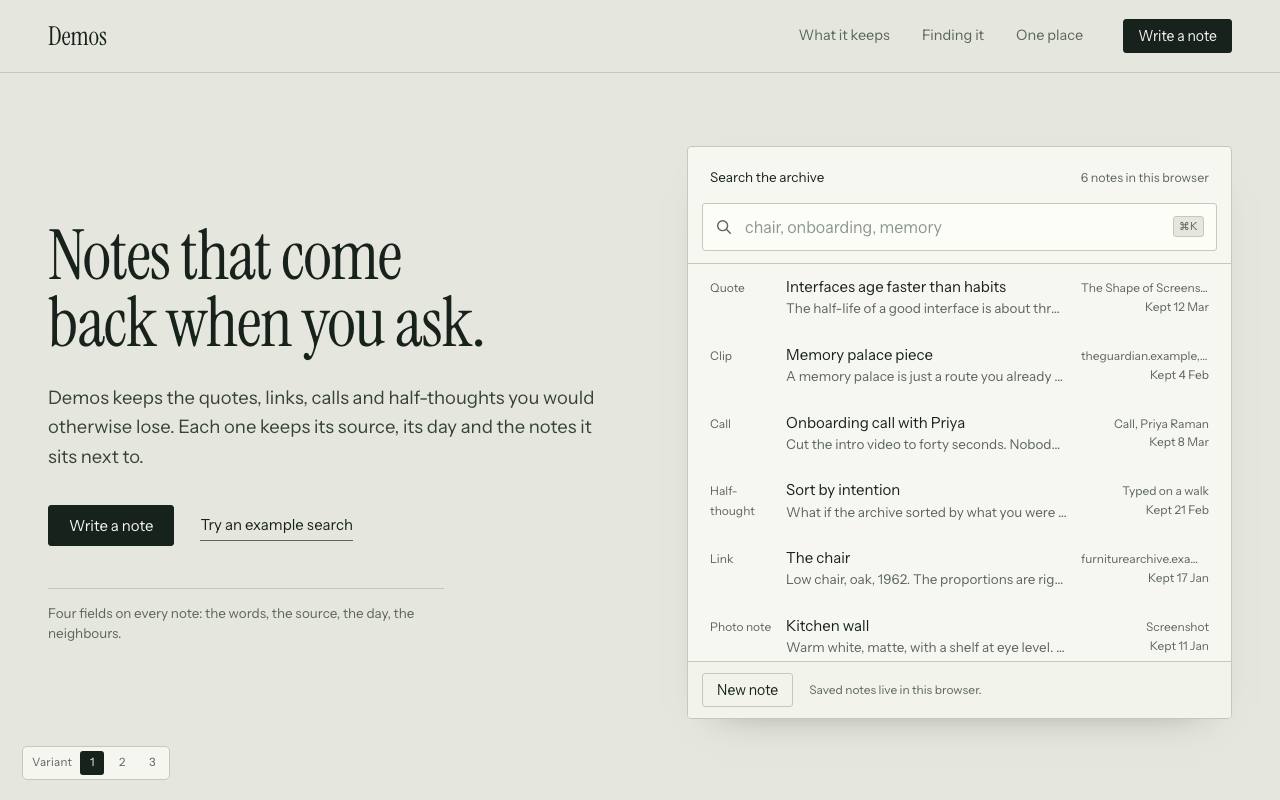 Demos
What it keeps
Finding it
One place
Write a note
Notes that come
back when you ask.
Demos keeps the quotes, links, calls and half-thoughts you would
otherwise lose. Each one keeps its source, its day and the notes it
sits next to.
Write a note
Try an example search
Four fields on every note: the words, the source, the day, the
neighbours.
Search the archive
6 notes in this browser
chair, onboarding, memory
⌘K
Quote
Interfaces age faster than habits
The half-life of a good interface is about thr…
The Shape of Screens…
Kept 12 Mar
Clip
Memory palace piece
A memory palace is just a route you already …
theguardian.example,…
Kept 4 Feb
Call
Onboarding call with Priya
Cut the intro video to forty seconds. Nobod…
Call, Priya Raman
Kept 8 Mar
Half-
thought
Sort by intention
What if the archive sorted by what you were …
Typed on a walk
Kept 21 Feb
Link
The chair
Low chair, oak, 1962. The proportions are rig…
furniturearchive.exa…
Kept 17 Jan
Photo note
Kitchen wall
Warm white, matte, with a shelf at eye level. …
Screenshot
Kept 11 Jan
New note
Saved notes live in this browser.
Variant
1
2
3